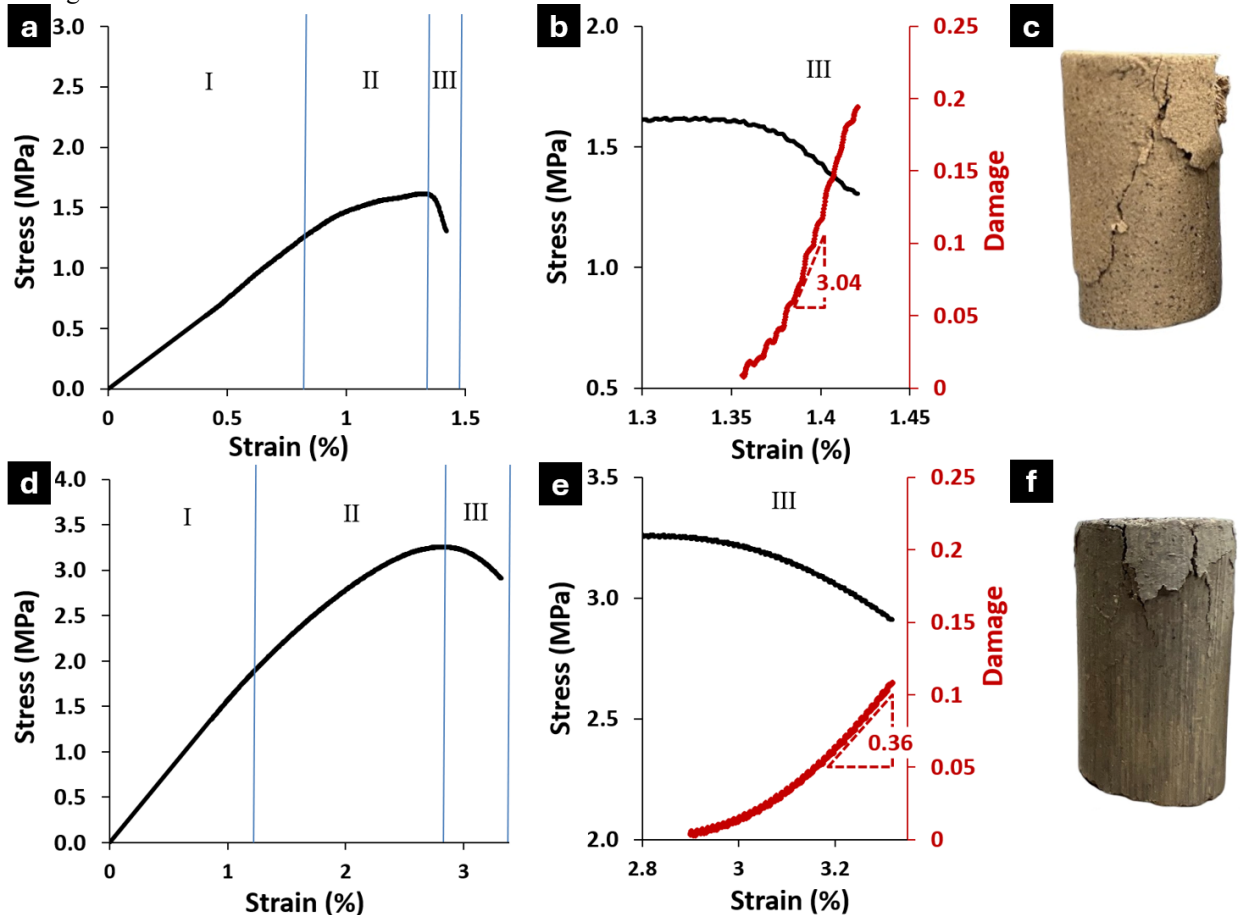 a
3.0
2.5
2.0
1.5
1.0
0.5
0.0
Stress (MPa)
I
II
III
0
0.5
1
1.5
Strain (%)
b
2.0
1.5
1.0
0.5
Stress (MPa)
III
3.04
0.25
0.2
0.15
0.1
0.05
0
Damage
1.3
1.35
1.4
1.45
Strain (%)
c
d
4.0
3.5
3.0
2.5
2.0
1.5
1.0
0.5
0.0
Stress (MPa)
I
II
III
0
1
2
3
Strain (%)
e
3.5
3.0
2.5
2.0
Stress (MPa)
III
0.36
0.25
0.2
0.15
0.1
0.05
0
Damage
2.8
3
3.2
Strain (%)
f